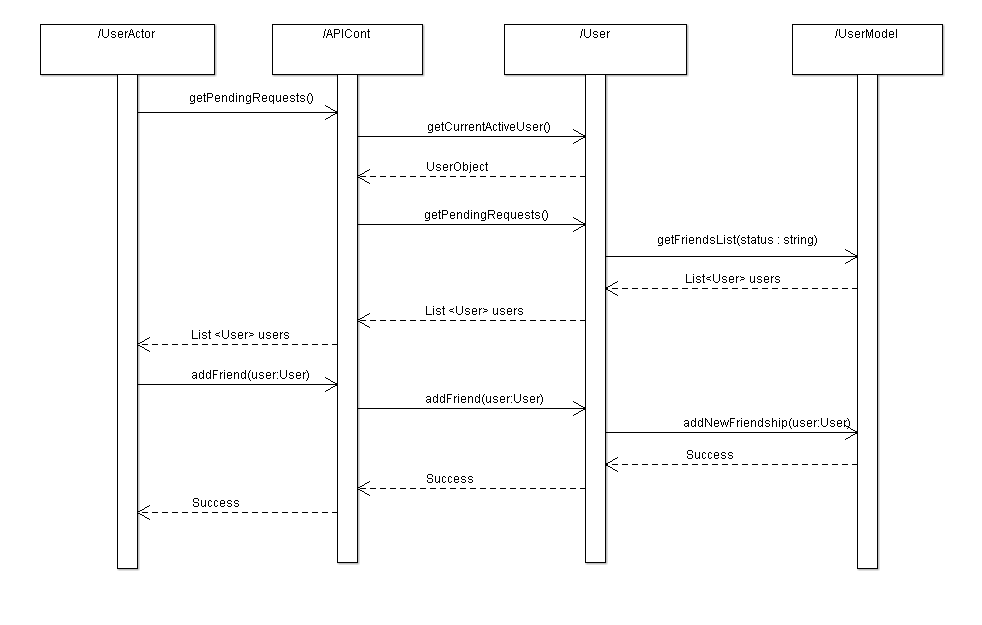 /UserActor
/APICont
/User
/UserModel
getPendingRequests()
getCurrentActiveUser()
UserObject
getPendingRequests()
getFriendsList(status : string)
List<User> users
List <User> users
List <User> users
addFriend(user:User)
addFriend(user:User)
addNewFriendship(user:User)
Success
Success
Success